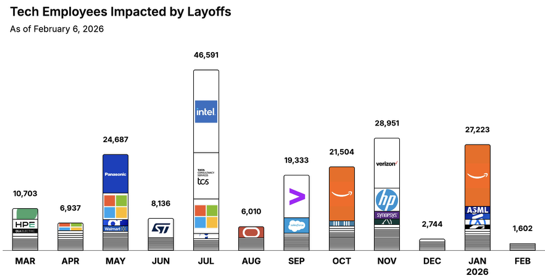 Tech Employees Impacted by Layoffs
As of February 6, 2026
46,591
28,951
27,223
24,687
21,504
19,333
10,703
8,136
6,937
6,010
2,744
1,602
intel
Panasonic
verizon
tcs
HPE
hp
synopsys
ASML
Walmart
salesforce
MAR APR MAY JUN JUL AUG SEP OCT NOV DEC JAN FEB
2026